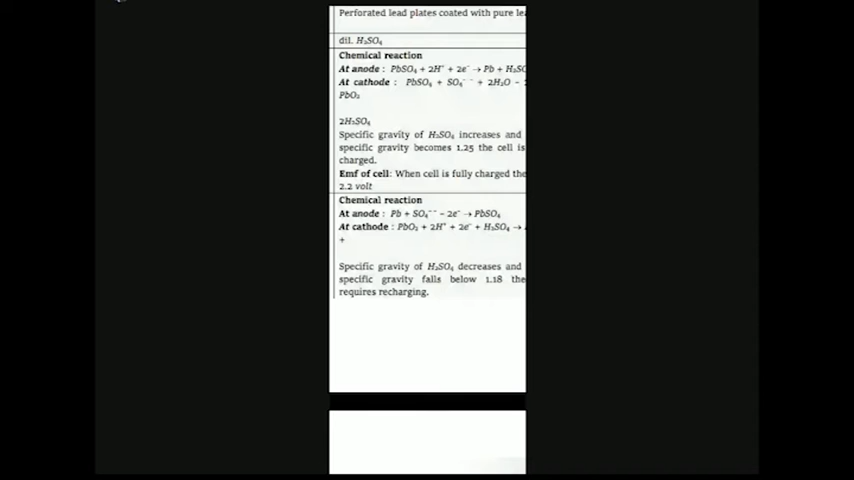 Perforated lead plates coated with pure
dil. H₂SO₄
Chemical reaction
At anode : PbSO₄ + 2H⁺ + 2e⁻ → Pb + H₂SO
At cathode : PbSO₄ + SO₄⁻⁻ + 2H₂O –
PbO₂
2H₂SO₄
Specific gravity of H₂SO₄ increases and
specific gravity becomes 1.25 the cell is
charged.
Emf of cell: When cell is fully charged the
2.2 volt
Chemical reaction
At anode : Pb + SO₄⁻⁻ – 2e⁻ → PbSO₄
At cathode : PbO₂ + 2H⁺ + 2e⁻ + H₂SO₄ →
+
Specific gravity of H₂SO₄ decreases and
specific gravity falls below 1.18 the
requires recharging.